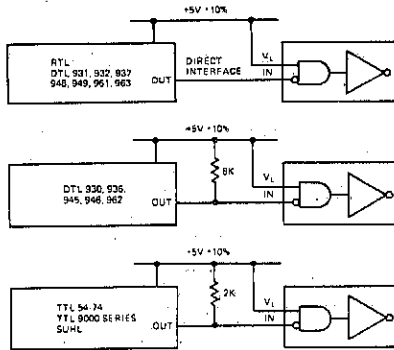 +5V ±10%
RTL
DTL 931, 932, 937
948, 949, 961, 963
OUT
DIRECT
INTERFACE
VL
IN
+5V ±10%
DTL 930, 936,
945, 946, 962
OUT
8K
VL
IN
+5V ±10%
TTL 54-74
TTL 9000 SERIES
SUHL
OUT
2K
VL
IN